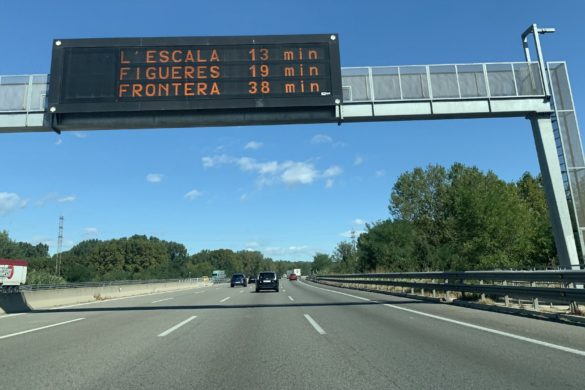 L'ESCALA 13 min
FIGUERES 19 min
FRONTERA 38 min